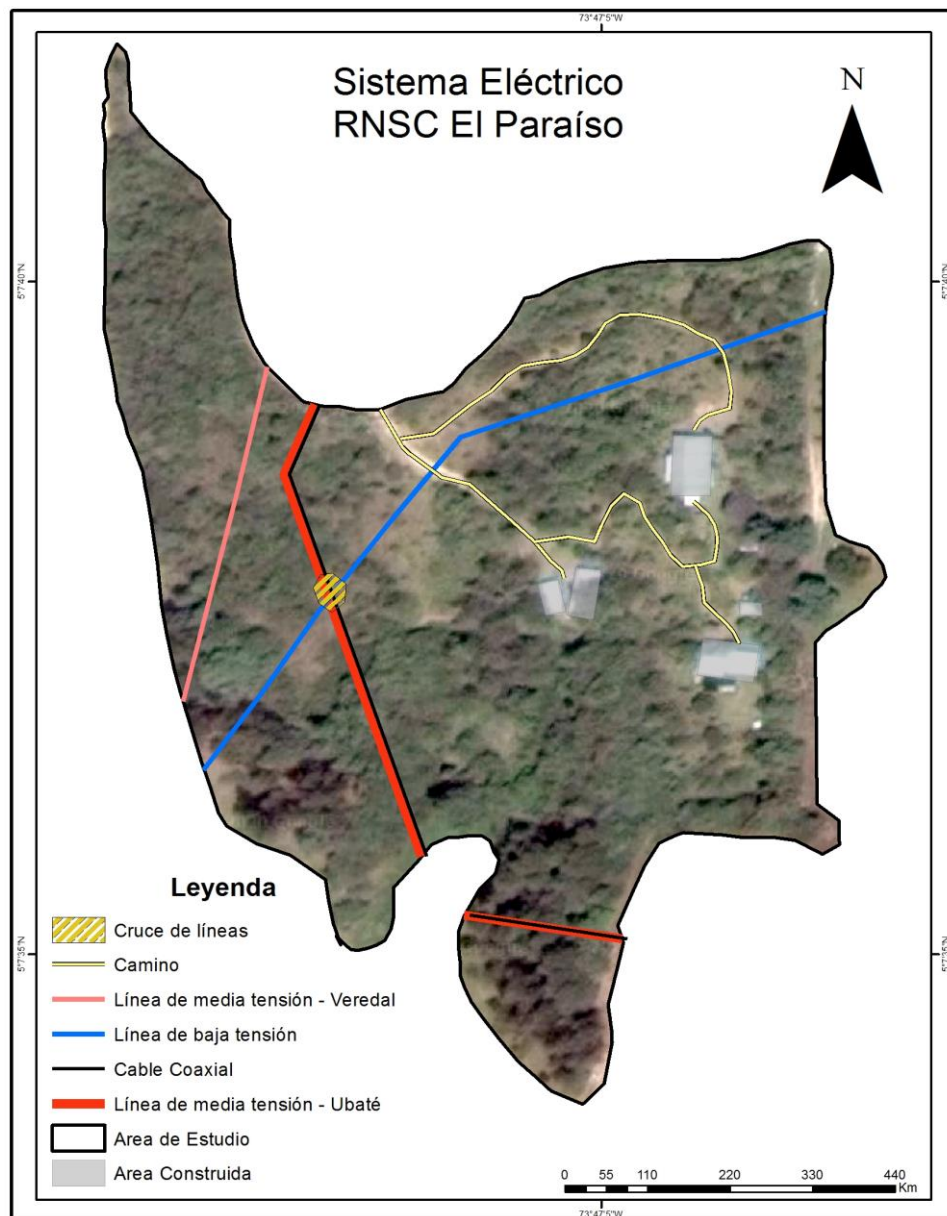 73°47'5"W
Sistema Eléctrico
RNSC El Paraíso
N
5°7'40"N
5°7'40"N
Leyenda
Cruce de líneas
Camino
Línea de media tensión - Veredal
Línea de baja tensión
Cable Coaxial
Línea de media tensión - Ubaté
Area de Estudio
Area Construida
5°7'35"N
5°7'35"N
0 55 110 220 330 440
Km
73°47'5"W